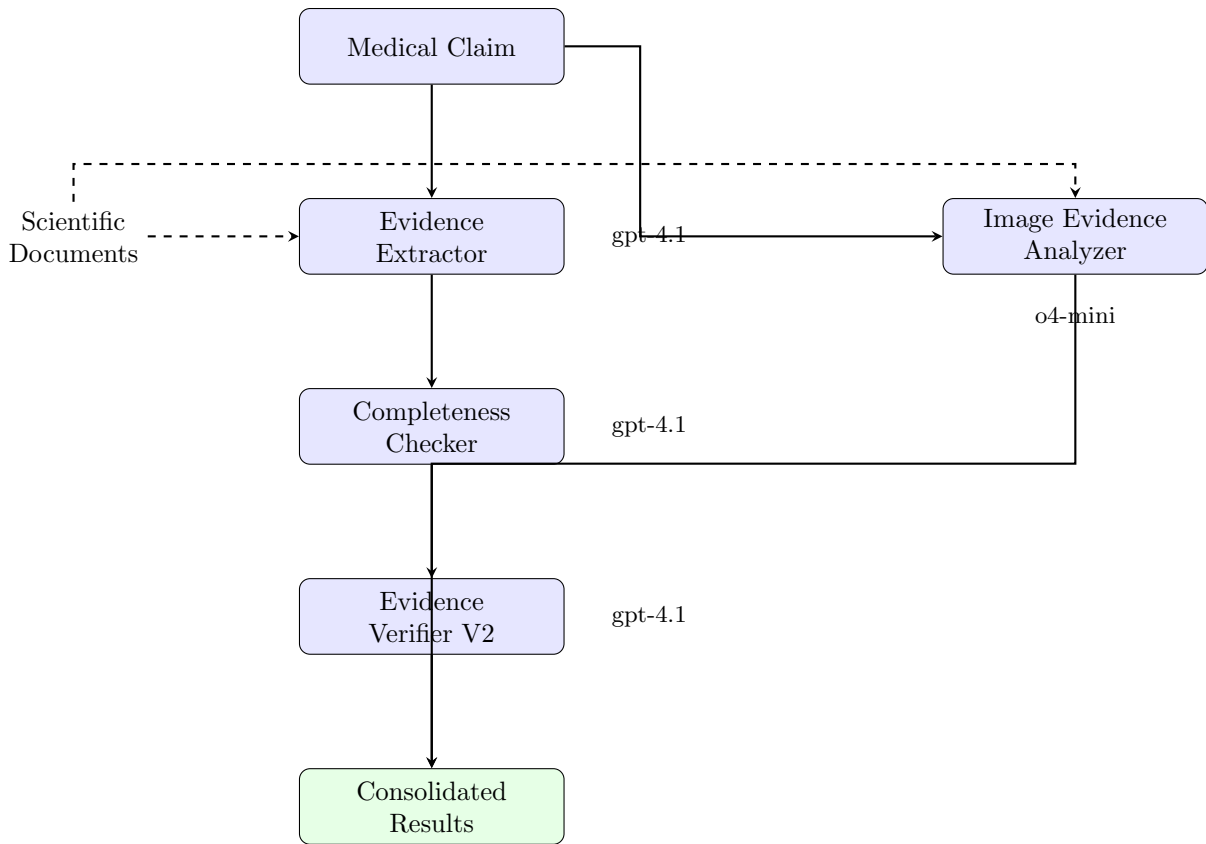 Medical Claim
Scientific
Documents
Evidence
Extractor
gpt-4.1
Image Evidence
Analyzer
o4-mini
Completeness
Checker
gpt-4.1
Evidence
Verifier V2
gpt-4.1
Consolidated
Results